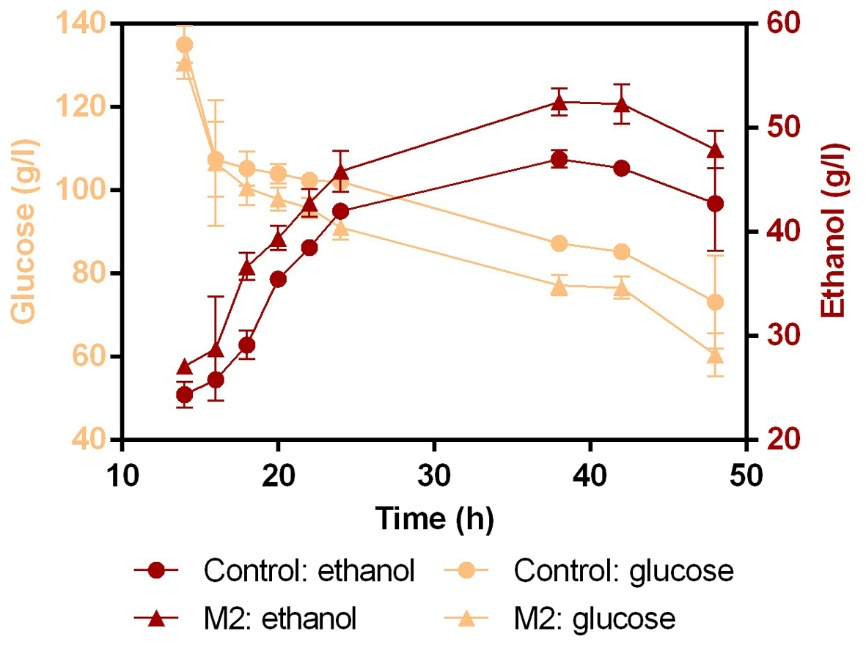 140
120
100
80
60
40
Glucose (g/l)
60
50
40
30
20
Ethanol (g/l)
10 20 30 40 50
Time (h)
Control: ethanol Control: glucose
M2: ethanol M2: glucose